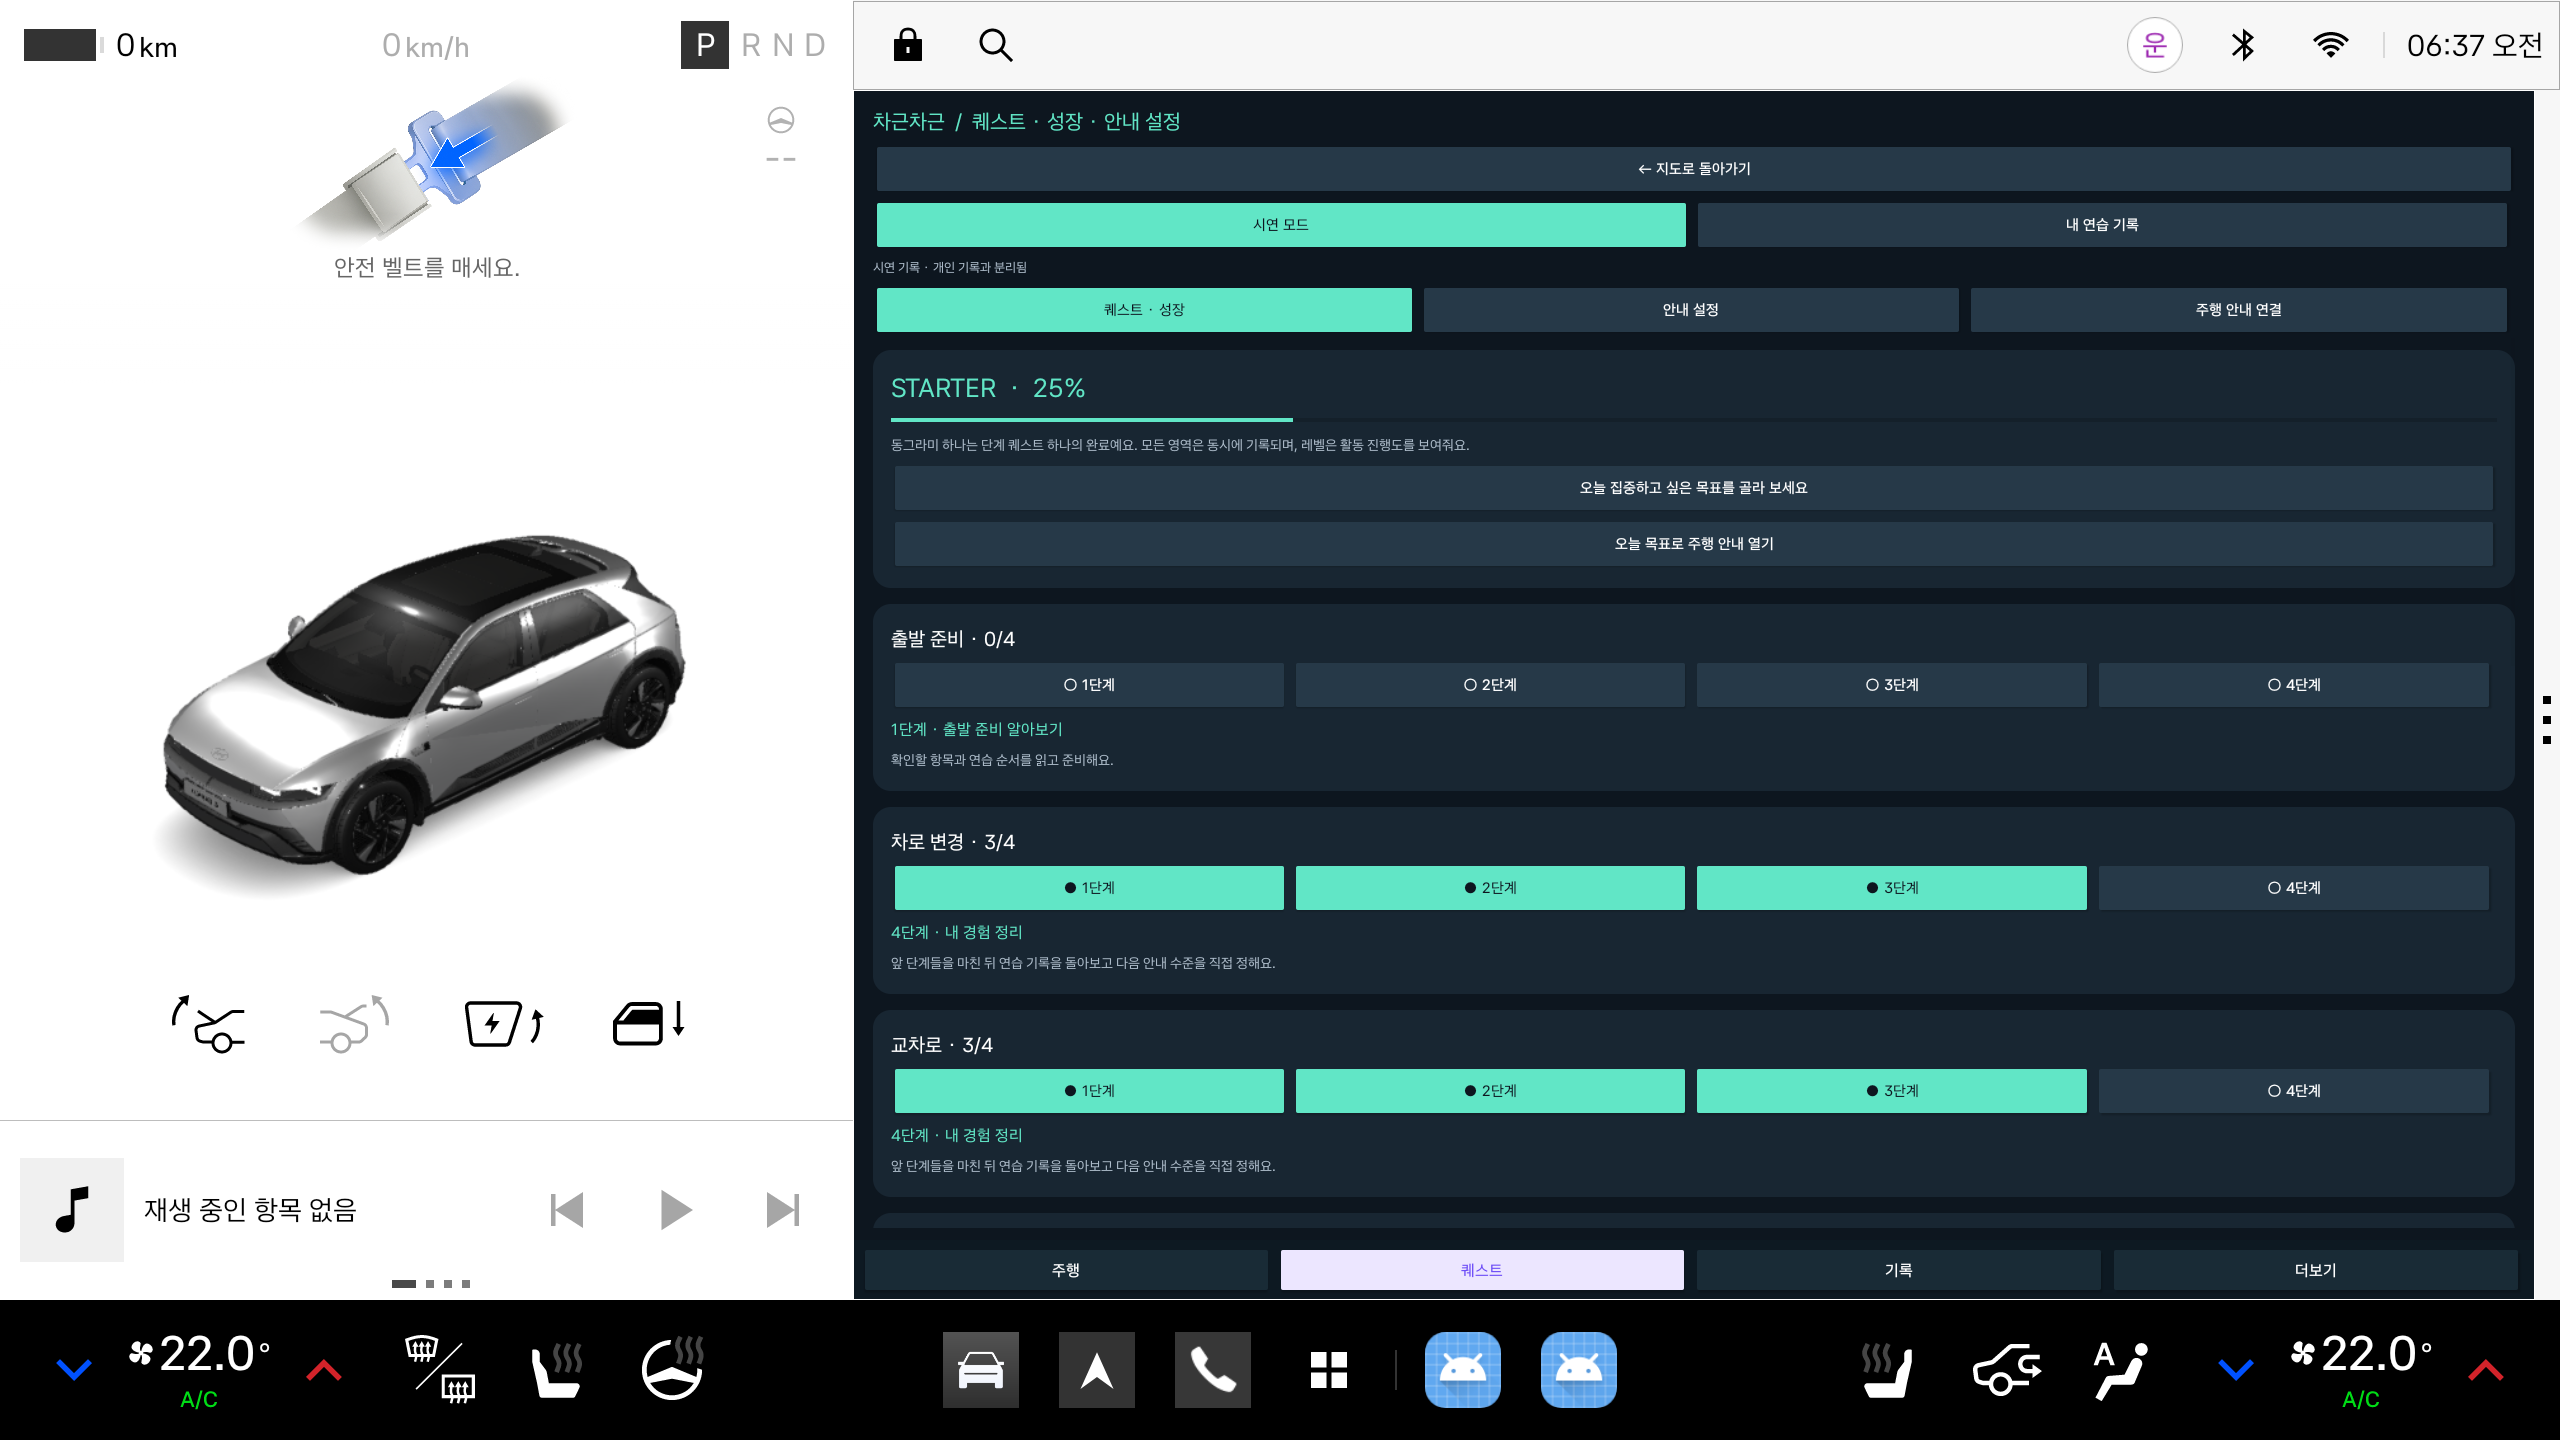 0 km
0 km/h
P R N D
안전 벨트를 매세요.
재생 중인 항목 없음
운
06:37 오전
차근차근 / 퀘스트 · 성장 · 안내 설정
← 지도로 돌아가기
시연 모드
내 연습 기록
시연 기록 · 개인 기록과 분리됨
퀘스트 · 성장
안내 설정
주행 안내 연결
STARTER · 25%
동그라미 하나는 단계 퀘스트 하나의 완료예요. 모든 영역은 동시에 기록되며, 레벨은 활동 진행도를 보여줘요.
오늘 집중하고 싶은 목표를 골라 보세요
오늘 목표로 주행 안내 열기
출발 준비 · 0/4
○ 1단계
○ 2단계
○ 3단계
○ 4단계
1단계 · 출발 준비 알아보기
확인할 항목과 연습 순서를 읽고 준비해요.
차로 변경 · 3/4
● 1단계
● 2단계
● 3단계
○ 4단계
4단계 · 내 경험 정리
앞 단계들을 마친 뒤 연습 기록을 돌아보고 다음 안내 수준을 직접 정해요.
교차로 · 3/4
● 1단계
● 2단계
● 3단계
○ 4단계
4단계 · 내 경험 정리
앞 단계들을 마친 뒤 연습 기록을 돌아보고 다음 안내 수준을 직접 정해요.
주행
퀘스트
기록
더보기
22.0°
A/C
A
22.0°
A/C